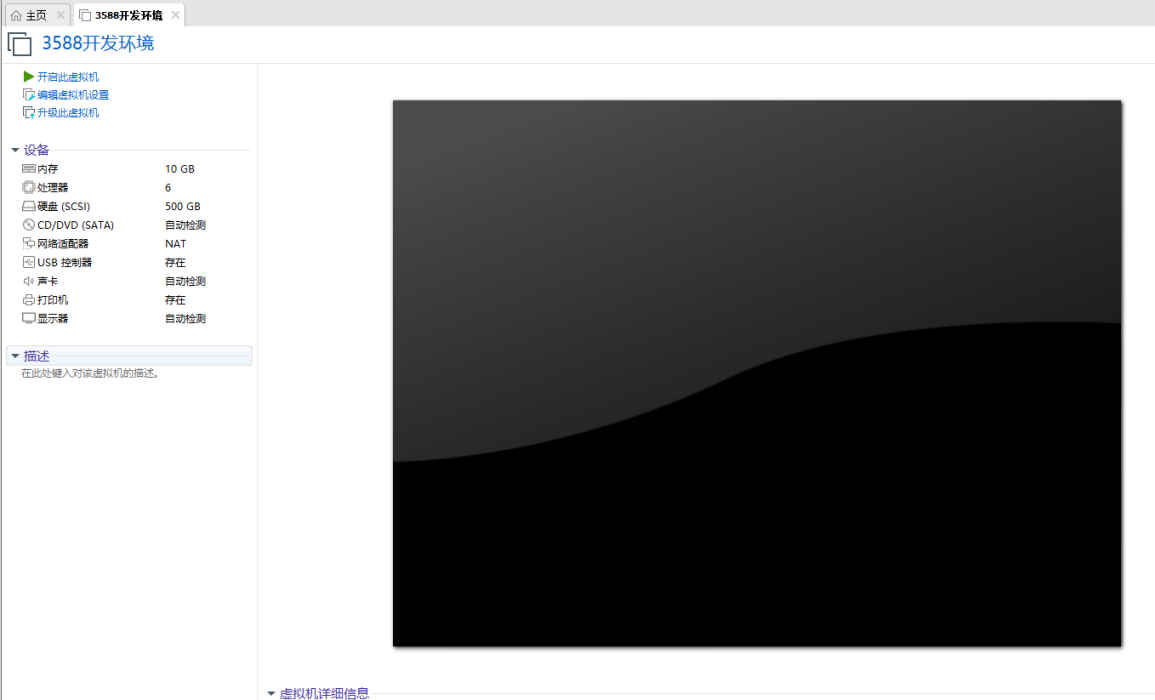 主页
3588开发环境
3588开发环境
开启此虚拟机
编辑虚拟机设置
升级此虚拟机
设备
内存 10 GB
处理器 6
硬盘 (SCSI) 500 GB
CD/DVD (SATA) 自动检测
网络适配器 NAT
USB 控制器 存在
声卡 自动检测
打印机 存在
显示器 自动检测
描述
在此处键入对该虚拟机的描述。
虚拟机详细信息